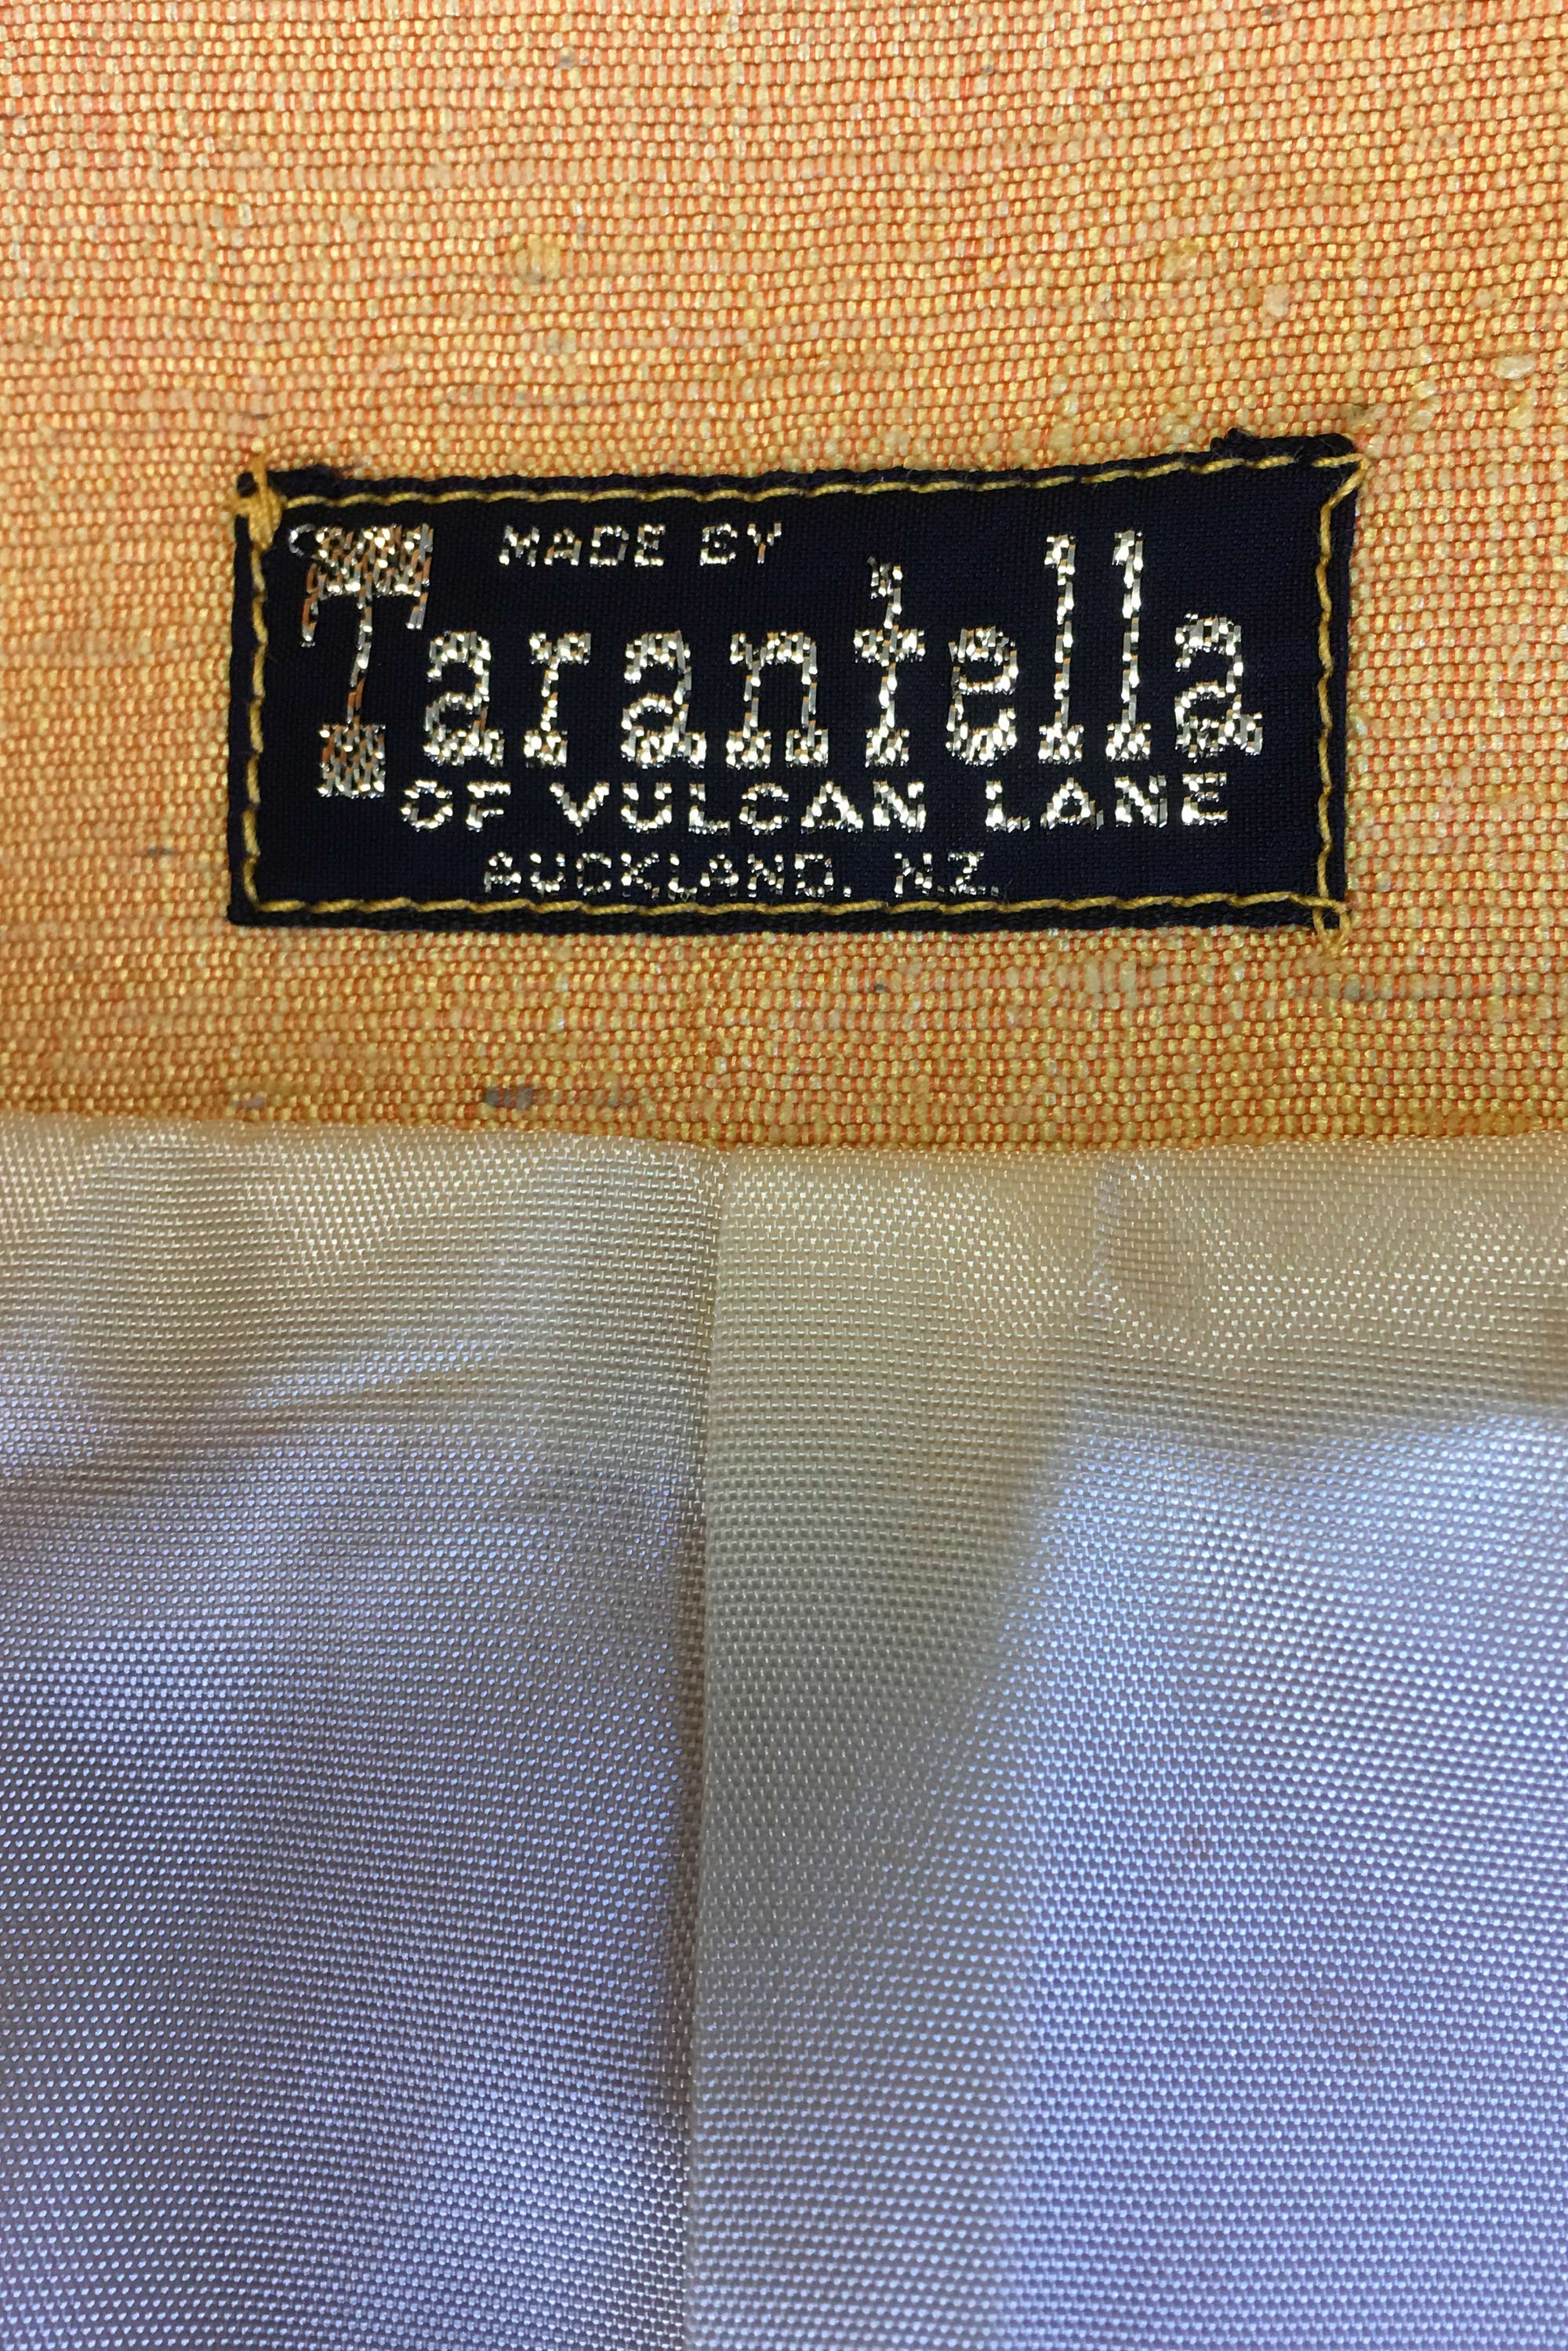 MADE BY
Tarantella
OF VULCAN LANE
AUCKLAND, N.Z.